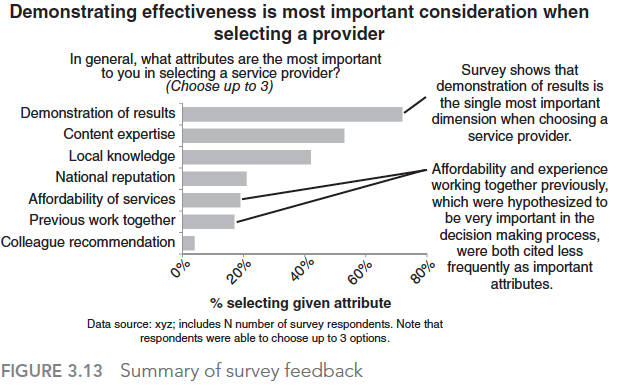 Demonstrating effectiveness is most important consideration when
selecting a provider
In general, what attributes are the most important
to you in selecting a service provider?
(Choose up to 3)
Demonstration of results
Content expertise
Local knowledge
National reputation
Affordability of services
Previous work together
Colleague recommendation
0%
20%
40%
60%
80%
% selecting given attribute
Survey shows that
demonstration of results is
the single most important
dimension when choosing a
service provider.
Affordability and experience
working together previously,
which were hypothesized to
be very important in the
decision making process,
were both cited less
frequently as important
attributes.
Data source: xyz; includes N number of survey respondents. Note that
respondents were able to choose up to 3 options.
FIGURE 3.13 Summary of survey feedback